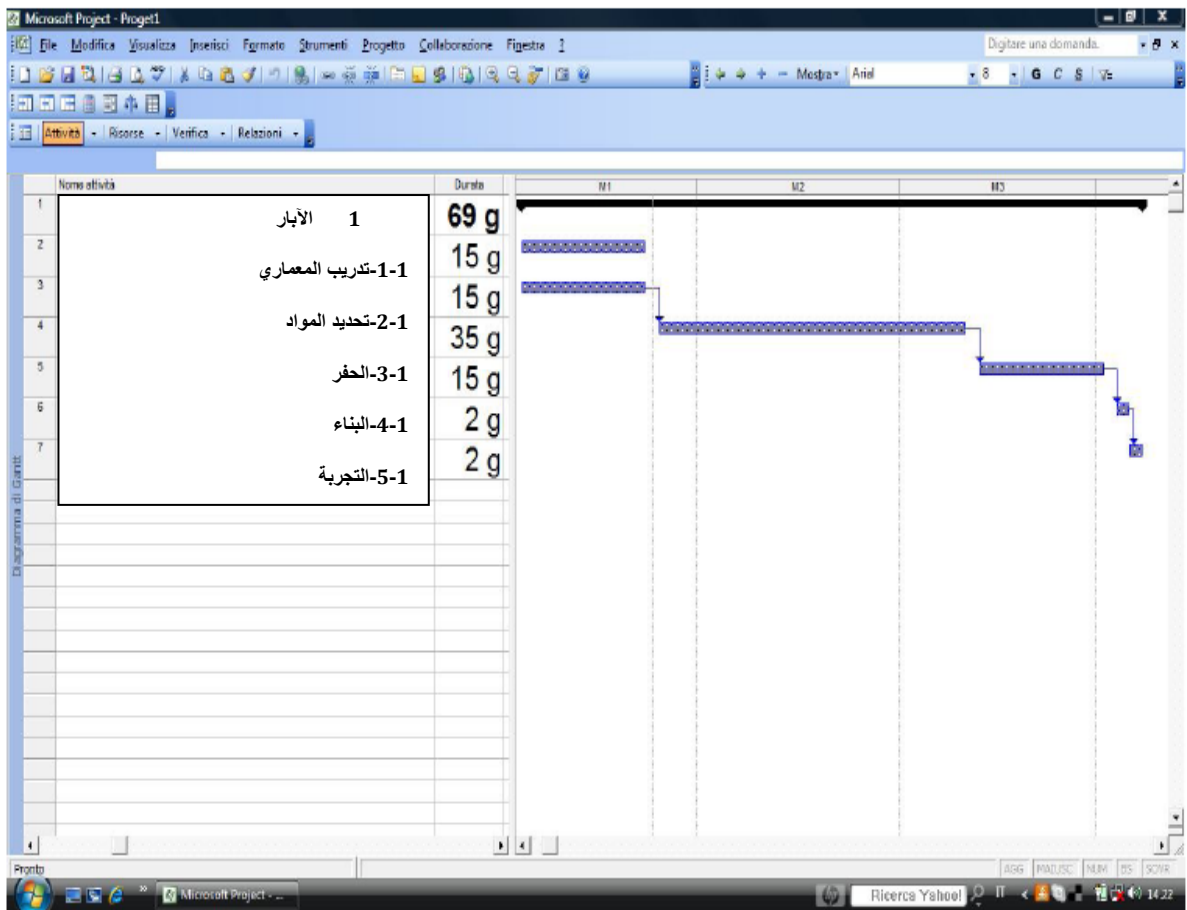 Microsoft Project - Proget1
File Modifica Visualizza Inserisci Formato Strumenti Progetto Collaborazione Finestra ?
Digitare una domanda.
Mostra Arial 8 G C S
Attività Risorse Verifica Relazioni
Nome attività Durata M1 M2 M3
1 1 الآبار 69 g
2 1-1-تدريب المعماري 15 g
3 1-2-تحديد المواد 15 g
4 1-3-الحفر 35 g
5 1-4-البناء 15 g
6 1-5-التجربة 2 g
7 2 g
Diagramma di Gantt
Pronto AGG MAIUSC NUM BS SOVR
Microsoft Project - ... Ricerca Yahoo! IT 14.22